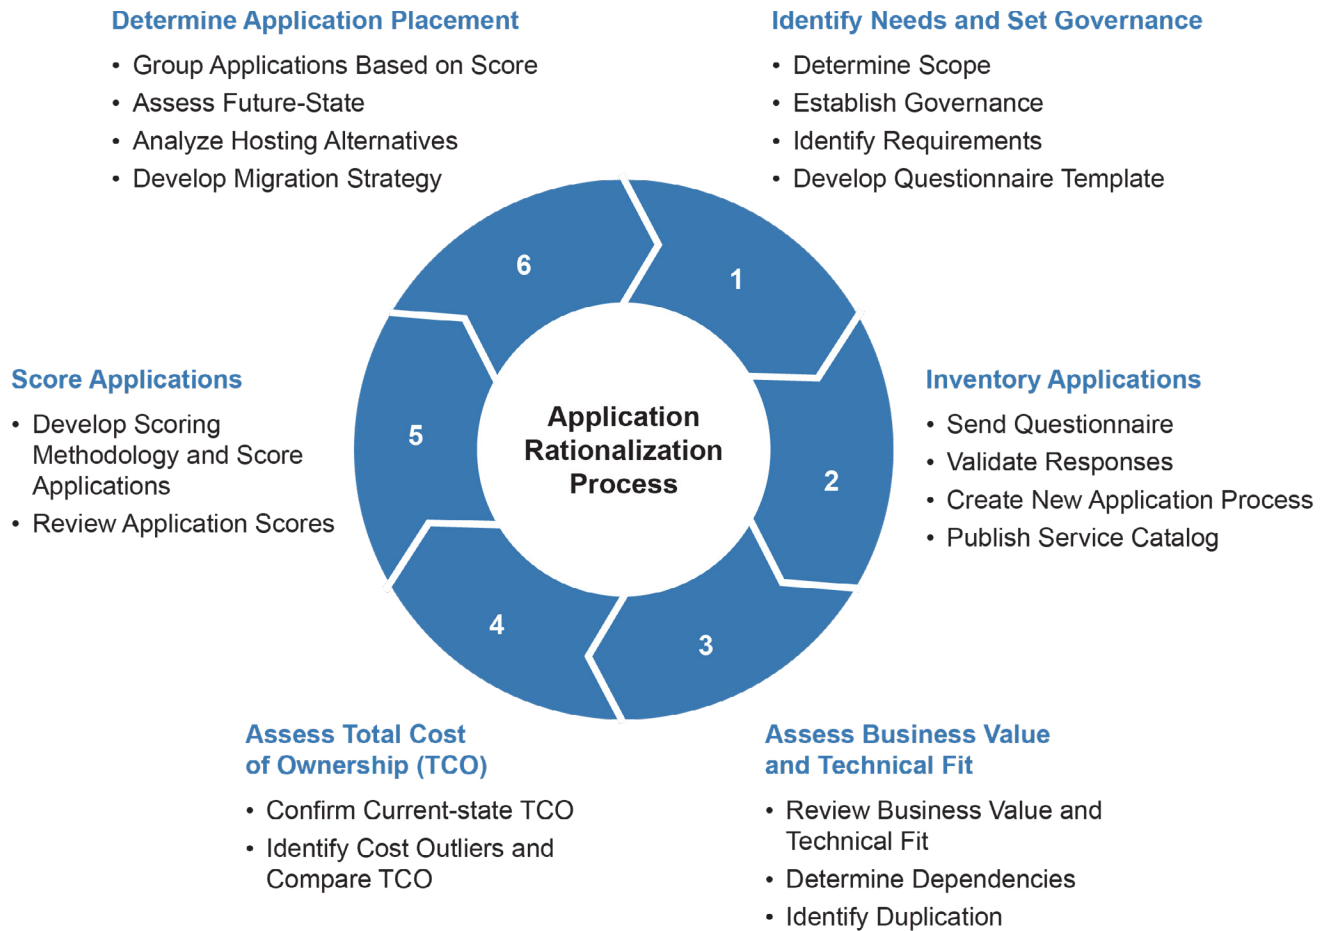 Determine Application Placement
• Group Applications Based on Score
• Assess Future-State
• Analyze Hosting Alternatives
• Develop Migration Strategy
Identify Needs and Set Governance
• Determine Scope
• Establish Governance
• Identify Requirements
• Develop Questionnaire Template
6
1
Score Applications
• Develop Scoring
Methodology and Score
Applications
• Review Application Scores
5
Application
Rationalization
Process
2
Inventory Applications
• Send Questionnaire
• Validate Responses
• Create New Application Process
• Publish Service Catalog
4
3
Assess Total Cost
of Ownership (TCO)
• Confirm Current-state TCO
• Identify Cost Outliers and
Compare TCO
Assess Business Value
and Technical Fit
• Review Business Value and
Technical Fit
• Determine Dependencies
• Identify Duplication